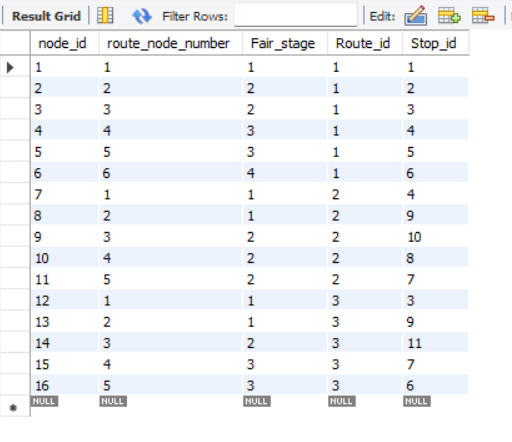 Result Grid Filter Rows: Edit:
node_id route_node_number Fair_stage Route_id Stop_id
1 1 1 1 1
2 2 2 1 2
3 3 2 1 3
4 4 3 1 4
5 5 3 1 5
6 6 4 1 6
7 1 1 2 4
8 2 1 2 9
9 3 2 2 10
10 4 2 2 8
11 5 2 2 7
12 1 1 3 3
13 2 1 3 9
14 3 2 3 11
15 4 3 3 7
16 5 3 3 6
NULL NULL NULL NULL NULL